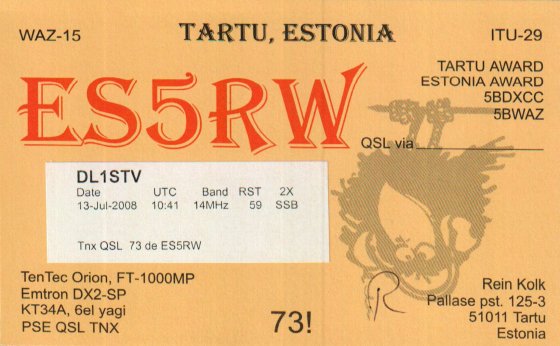 WAZ-15
TARTU, ESTONIA
ITU-29
ES5RW
TARTU AWARD
ESTONIA AWARD
5BDXCC
5BWAZ
QSL via
DL1STV
Date UTC Band RST 2X
13-Jul-2008 10:41 14MHz 59 SSB
Tnx QSL 73 de ES5RW
TenTec Orion, FT-1000MP
Emtron DX2-SP
KT34A, 6el yagi
PSE QSL TNX
73!
R
Rein Kolk
Pallase pst. 125-3
51011 Tartu
Estonia